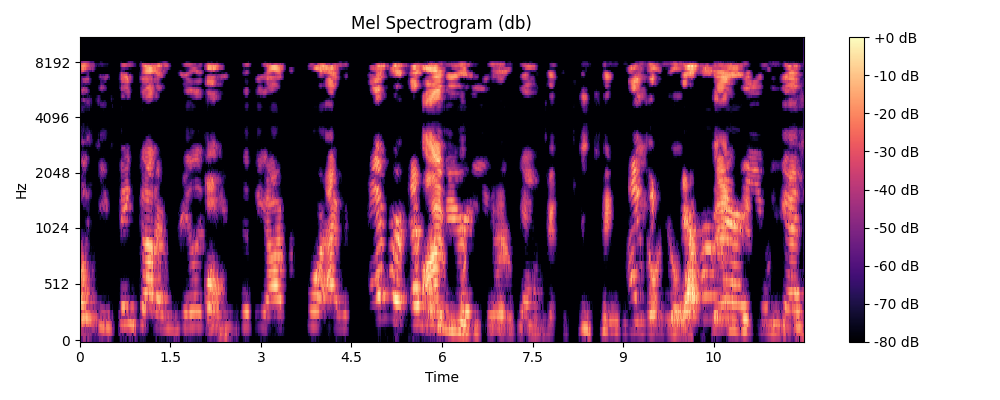 Mel Spectrogram (db)
+0 dB
8192
-10 dB
4096
-20 dB
-30 dB
2048
Hz
-40 dB
1024
-50 dB
512
-60 dB
-70 dB
0
-80 dB
0 1.5 3 4.5 6 7.5 9 10
Time